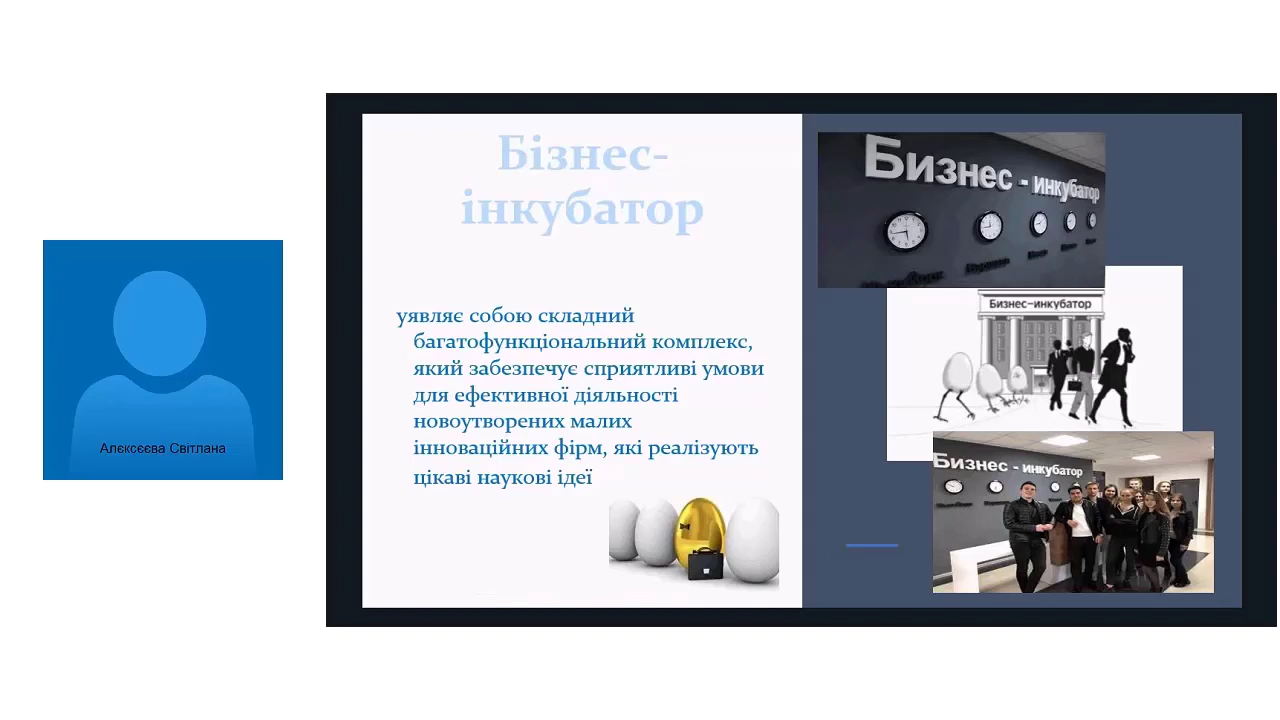 Бізнес-
інкубатор
уявляє собою складний
багатофункціональний комплекс,
який забезпечує сприятливі умови
для ефективної діяльності
новоутворених малих
інноваційних фірм, які реалізують
цікаві наукові ідеї
Бизнес - инкубатор
Бизнес-инкубатор
Бизнес - инкубатор
Алєксєєва Світлана